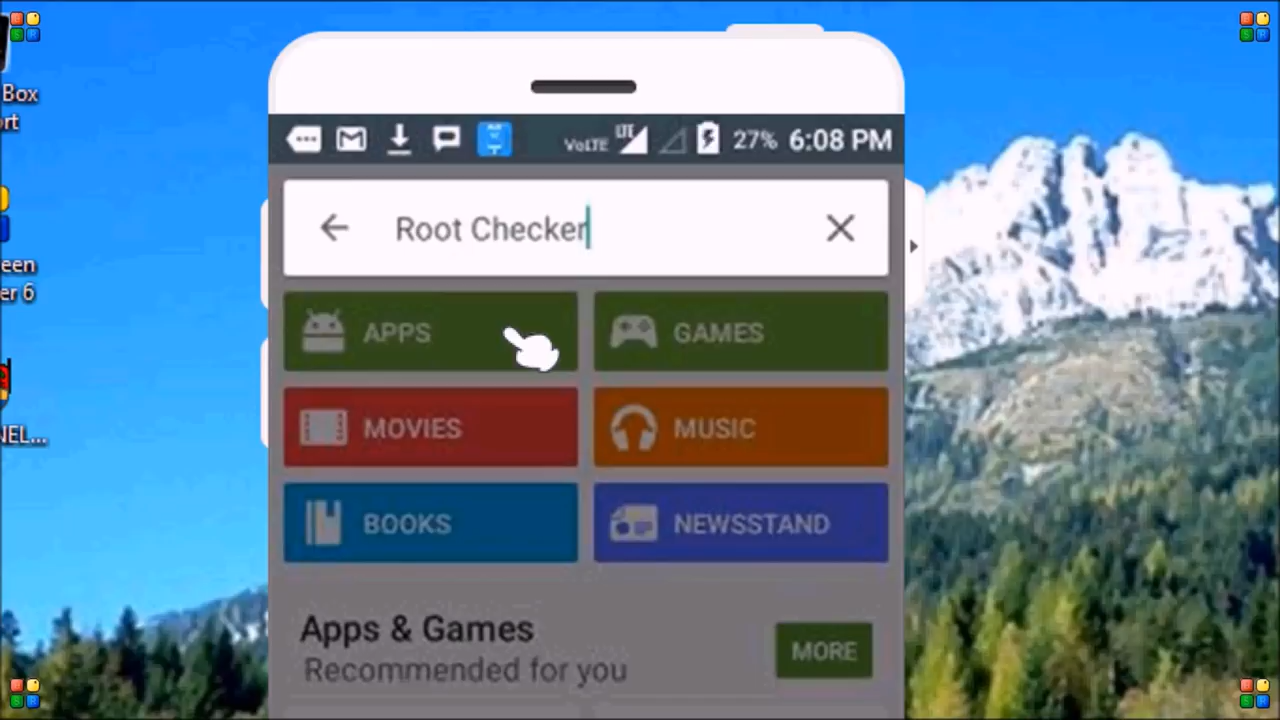 Box
rt
een
er 6
NEL...
VoLTE LTE 27% 6:08 PM
Root Checker
APPS
GAMES
MOVIES
MUSIC
BOOKS
NEWSSTAND
Apps & Games
Recommended for you
MORE